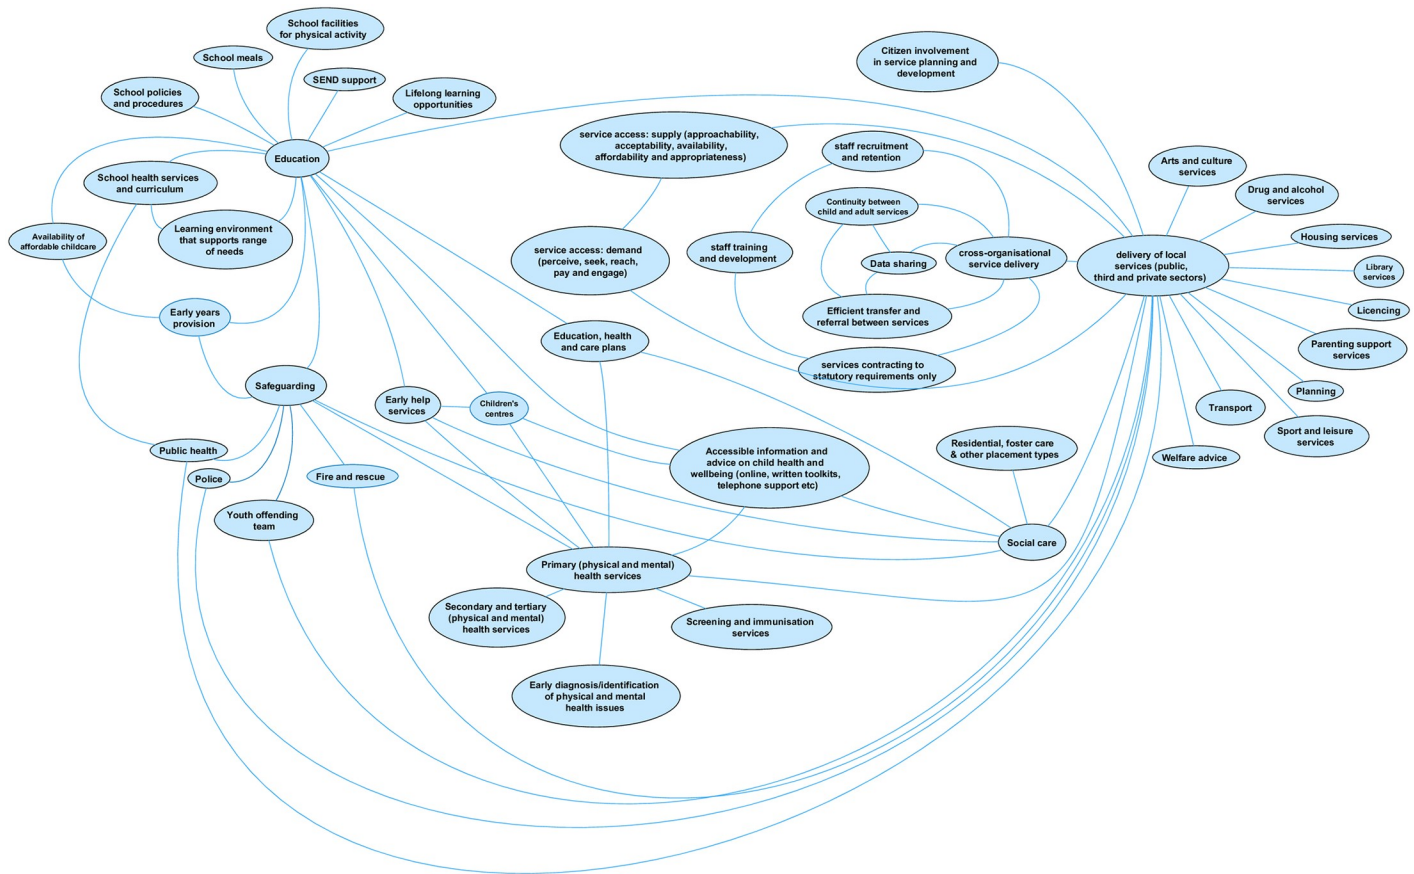 School facilities
for physical activity
School meals
SEND support
School policies
and procedures
Lifelong learning
opportunities
Citizen involvement
in service planning and
development
service access: supply (approachability,
acceptability, availability,
affordability and appropriateness)
staff recruitment
and retention
Education
Arts and culture
services
School health services
and curriculum
Drug and alcohol
services
Continuity between
child and adult services
Availability of
affordable childcare
Learning environment
that supports range
of needs
service access: demand
(perceive, seek, reach,
pay and engage)
staff training
and development
Data sharing
cross-organisational
service delivery
delivery of local
services (public,
third and private sectors)
Housing services
Library
services
Licencing
Early years
provision
Efficient transfer and
referral between services
Education, health
and care plans
Parenting support
services
services contracting to
statutory requirements only
Safeguarding
Planning
Early help
services
Children's
centres
Transport
Sport and leisure
services
Public health
Accessible information and
advice on child health and
wellbeing (online, written toolkits,
telephone support etc)
Residential, foster care
& other placement types
Welfare advice
Police
Fire and rescue
Youth offending
team
Social care
Primary (physical and mental)
health services
Secondary and tertiary
(physical and mental)
health services
Screening and immunisation
services
Early diagnosis/identification
of physical and mental
health issues